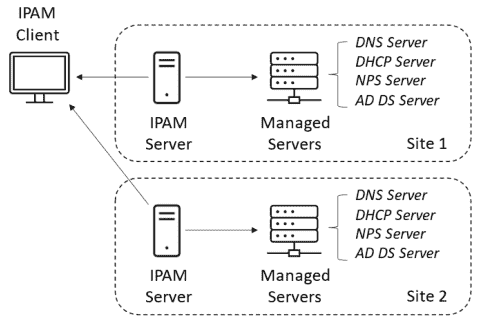 IPAM
Client
DNS Server
DHCP Server
NPS Server
AD DS Server
IPAM
Server
Managed
Servers
Site 1
DNS Server
DHCP Server
NPS Server
AD DS Server
IPAM
Server
Managed
Servers
Site 2